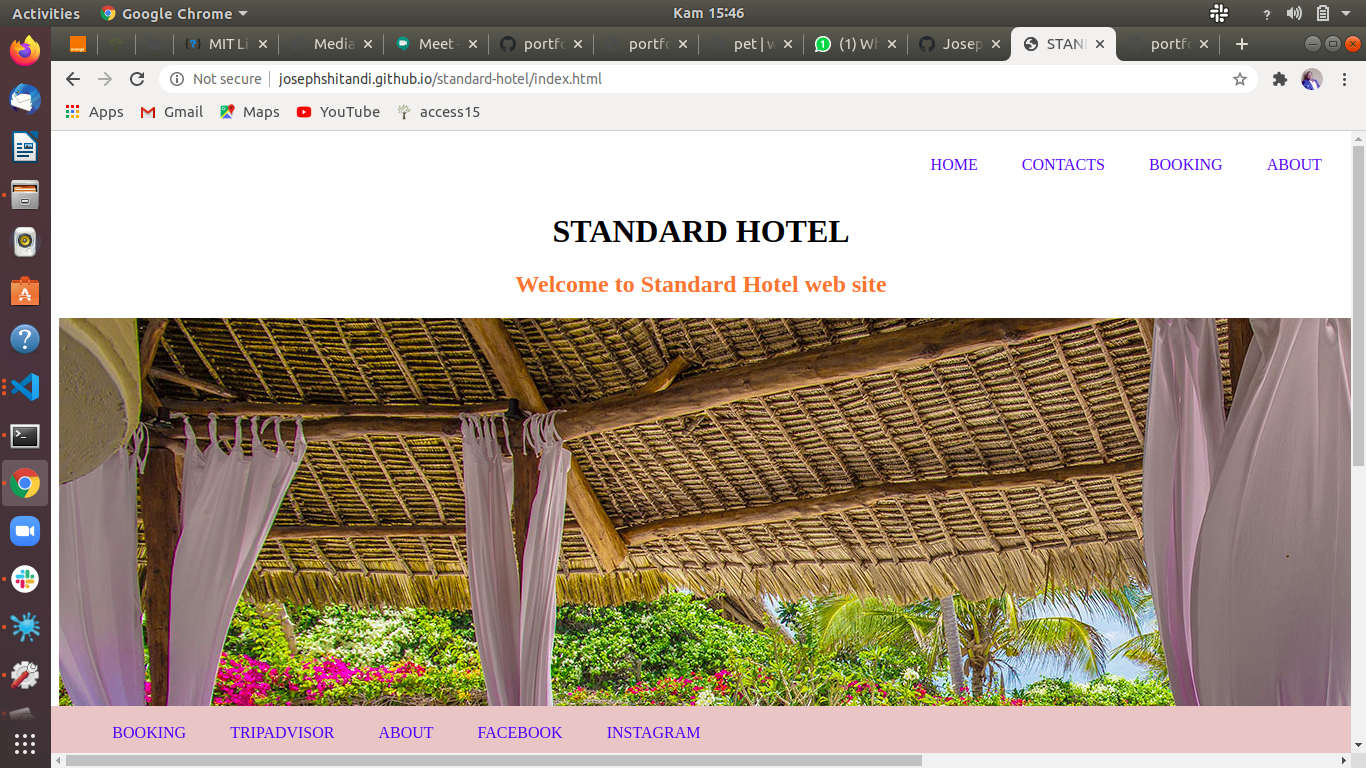 Activities Google Chrome Kam 15:46 ?
MIT Li Media Meet - portfo portfo pet | w (1) Wh Josep STAN portfo
Not secure josephshitandi.github.io/standard-hotel/index.html
Apps Gmail Maps YouTube access15
HOME CONTACTS BOOKING ABOUT
STANDARD HOTEL
Welcome to Standard Hotel web site
BOOKING TRIPADVISOR ABOUT FACEBOOK INSTAGRAM